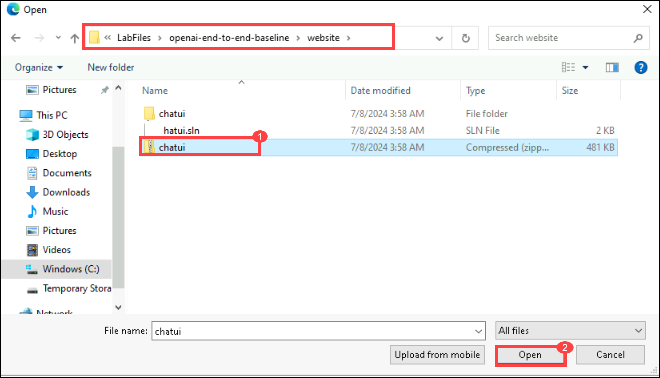 Open
« LabFiles > openai-end-to-end-baseline > website >
Search website
Organize New folder
Name Date modified Type Size
Pictures
This PC
3D Objects
Desktop
Documents
Downloads
Music
Pictures
Videos
Windows (C:)
Temporary Stora
Network
chatui 7/8/2024 3:58 AM File folder
hatui.sln 7/8/2024 3:58 AM SLN File 2 KB
1
chatui 7/8/2024 3:58 AM Compressed (zipp... 481 KB
File name: chatui All files
2
Upload from mobile Open Cancel